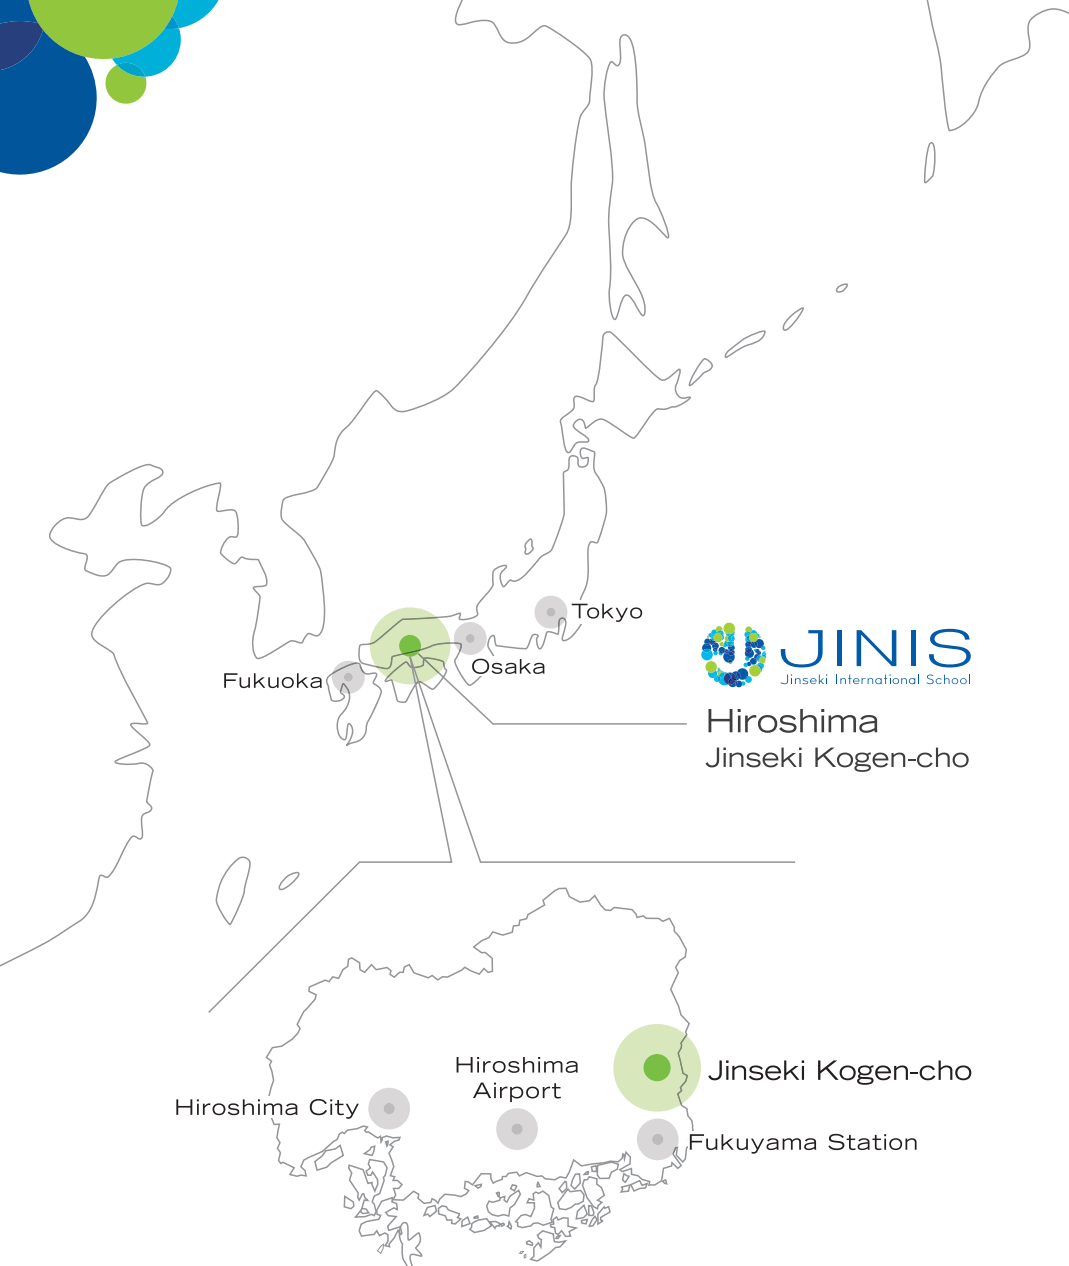 Tokyo
Osaka
Fukuoka
JINIS
Jinseki International School
Hiroshima
Jinseki Kogen-cho
Hiroshima
Airport
Jinseki Kogen-cho
Hiroshima City
Fukuyama Station